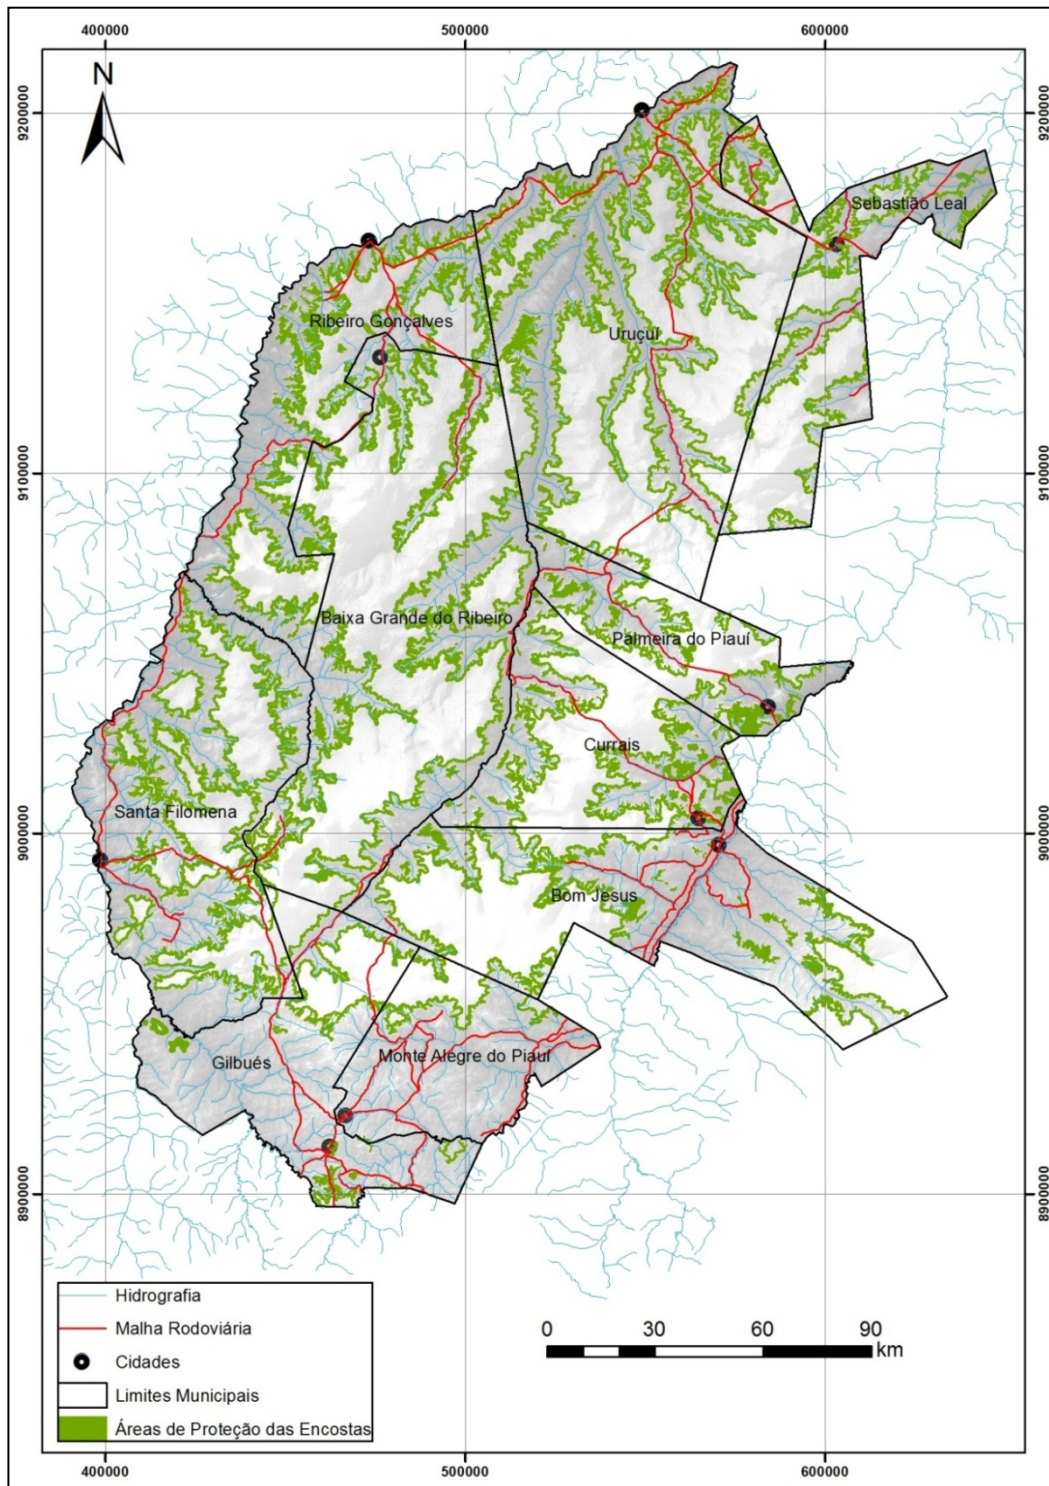 400000 500000 600000
N
9200000 9200000
Sebastião Leal
Ribeiro Gonçalves
Uruçuí
9100000 9100000
Baixa Grande do Ribeiro
Palmeira do Piauí
Currais
Santa Filomena
9000000 9000000
Bom Jesus
Gilbués
Monte Alegre do Piauí
8900000 8900000
Hidrografia
Malha Rodoviária
Cidades
Limites Municipais
Áreas de Proteção das Encostas
0 30 60 90
km
400000 500000 600000